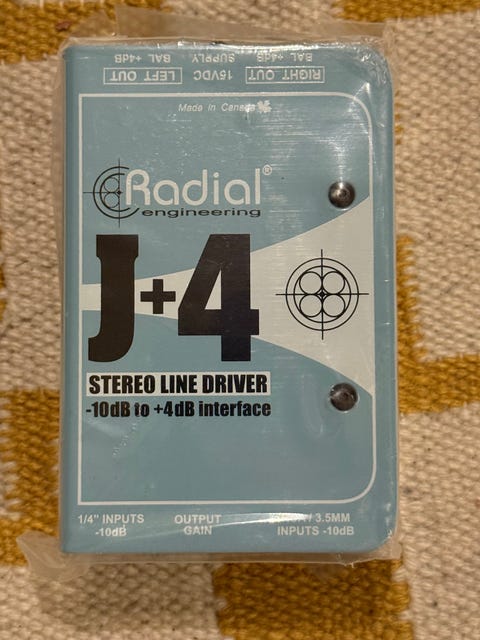 BAL +4dB
LEFT OUT
15VDC
SUPPLY
RIGHT OUT
BAL +4dB
Made in Canada
Radial®
engineering
J+4
STEREO LINE DRIVER
-10dB to +4dB interface
1/4" INPUTS
-10dB
OUTPUT
GAIN
/ 3.5MM
INPUTS -10dB